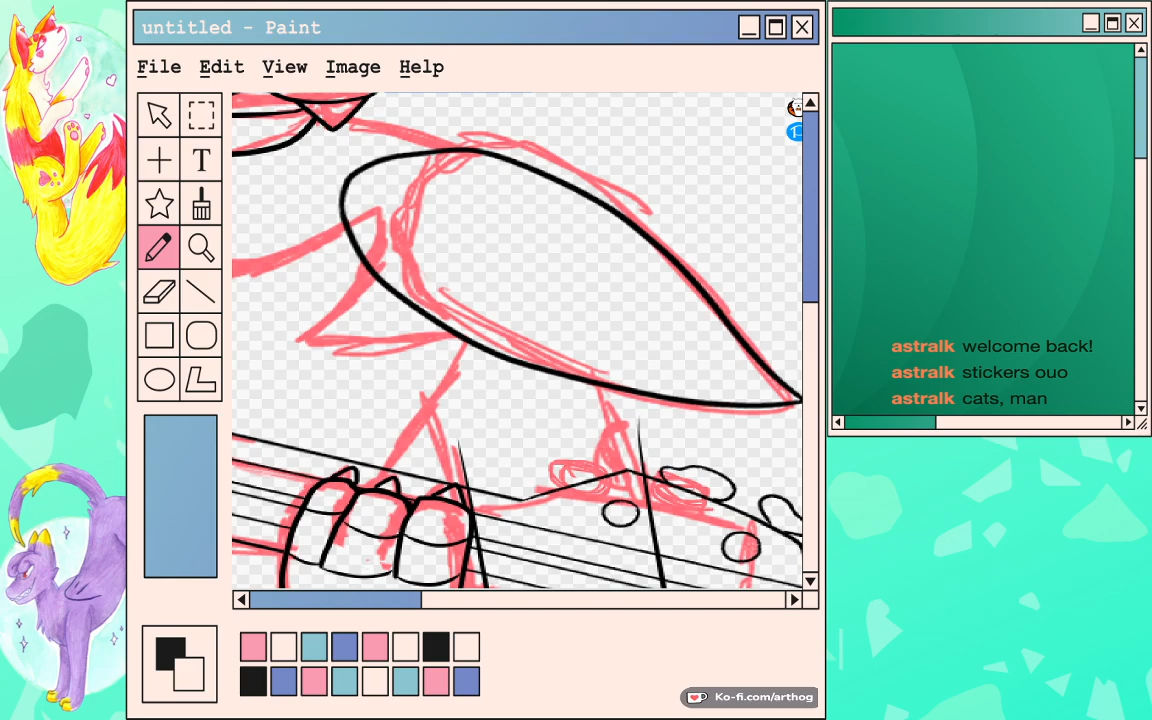 untitled - Paint
File Edit View Image Help
T
astralk welcome back!
astralk stickers ouo
astralk cats, man
Ko-fi.com/arthog